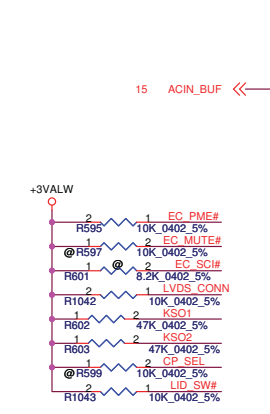 15 ACIN_BUF
+3VALW
2 1 EC_PME#
R595 10K_0402_5%
1 2 EC_MUTE#
@R597 10K_0402_5%
1 @ 2 EC_SCI#
R601 8.2K_0402_5%
2 1 LVDS_CONN
R1042 10K_0402_5%
1 2 KSO1
R602 47K_0402_5%
1 2 KSO2
R603 47K_0402_5%
1 2 CP_SEL
@R599 10K_0402_5%
2 1 LID_SW#
R1043 10K_0402_5%